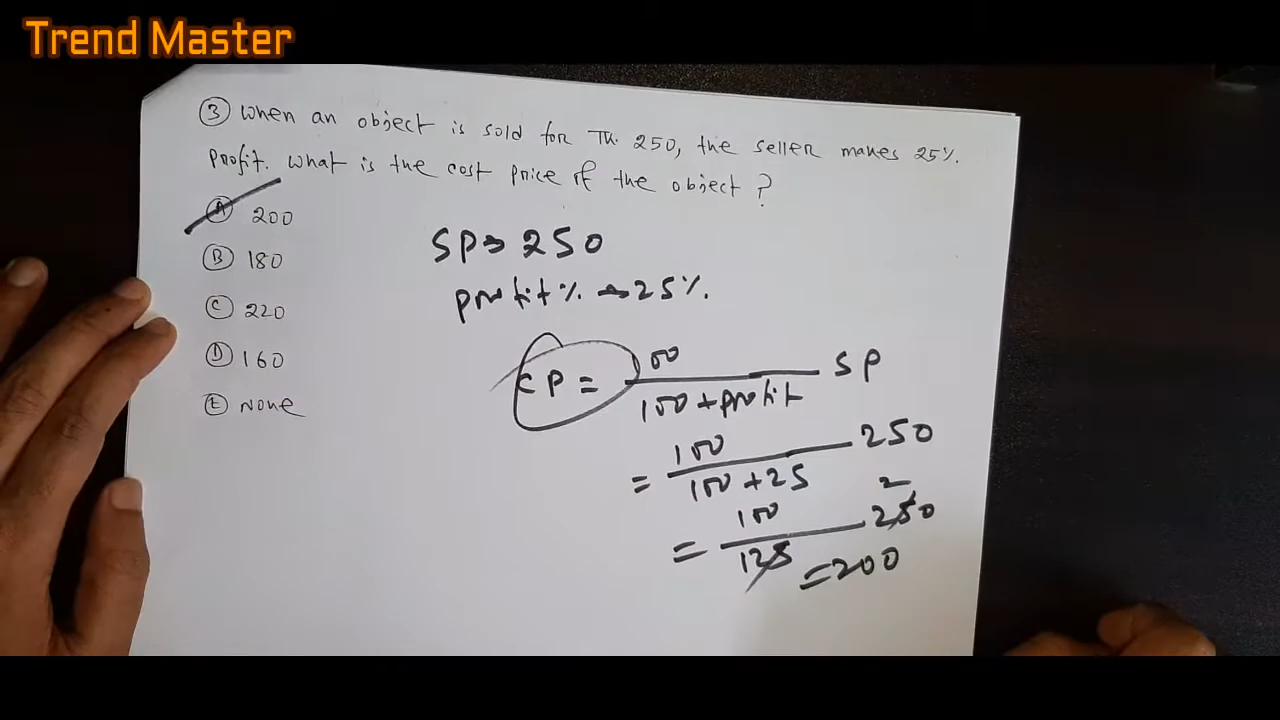 Trend Master
③ When an object is sold for Tk. 250, the seller makes 25%.
Profit. What is the cost price of the object ?
Ⓐ 200
Ⓑ 180
Ⓒ 220
Ⓓ 160
Ⓔ None
SP → 250
profit% → 25%.
CP = 100 / 100 + profit SP
= 100 / 100 + 25 250
2
= 100 / 125 250
= 200